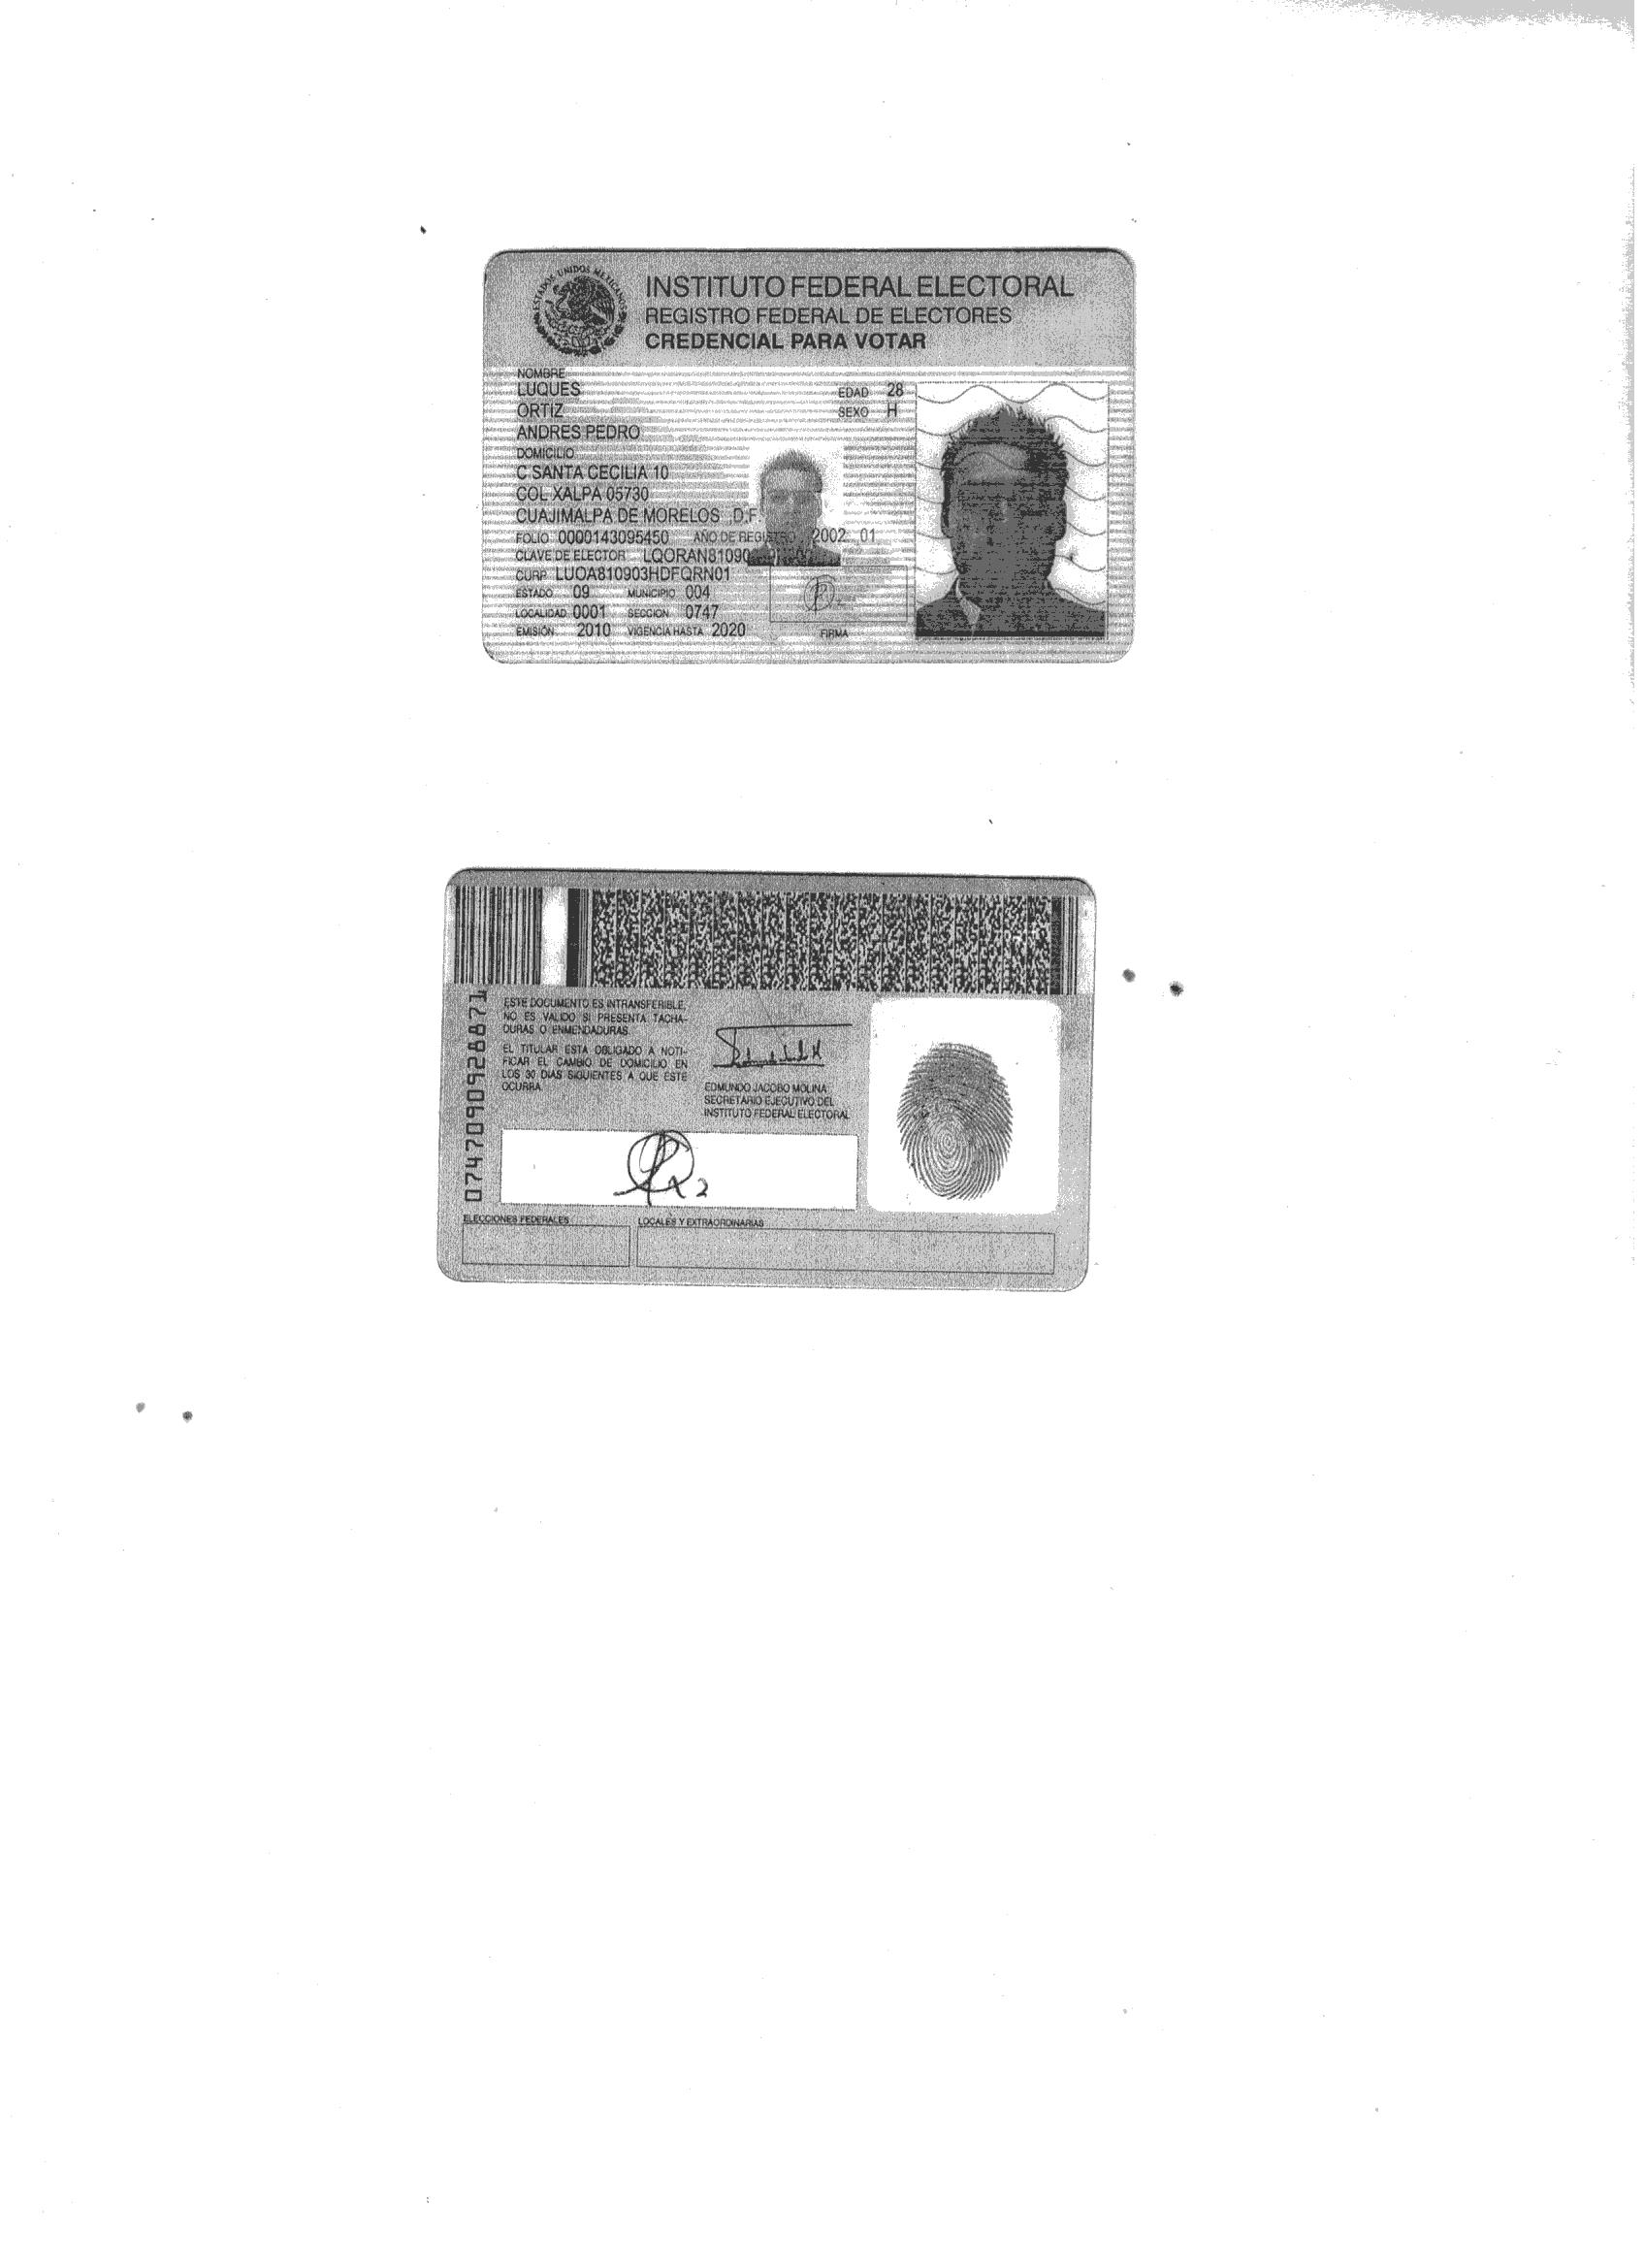 ESTADOS UNIDOS MEXICANOS
INSTITUTO FEDERAL ELECTORAL
REGISTRO FEDERAL DE ELECTORES
CREDENCIAL PARA VOTAR
NOMBRE
LUQUES
ORTIZ
ANDRES PEDRO
EDAD 28
SEXO H
DOMICILIO
C SANTA CECILIA 10
COL XALPA 05730
CUAJIMALPA DE MORELOS ,D.F.
FOLIO 0000143095450 AÑO DE REGISTRO 2002 01
CLAVE DE ELECTOR
CURP LUOA810903HDFQRN01
ESTADO 09 MUNICIPIO 004
LOCALIDAD 0001 SECCION 0747
EMISIÓN 2010 VIGENCIA HASTA 2020
FIRMA
0747090928871
ESTE DOCUMENTO ES INTRANSFERIBLE,
NO ES VALIDO SI PRESENTA TACHA-
DURAS O ENMENDADURAS.
EL TITULAR ESTA OBLIGADO A NOTI-
FICAR EL CAMBIO DE DOMICILIO EN
LOS 30 DIAS SIGUIENTES A QUE ESTE
OCURRA.
EDMUNDO JACOBO MOLINA
SECRETARIO EJECUTIVO DEL
INSTITUTO FEDERAL ELECTORAL
ELECCIONES FEDERALES
LOCALES Y EXTRAORDINARIAS